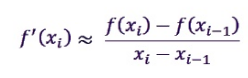 f'(xᵢ) ≈ f(xᵢ) − f(xᵢ₋₁) / xᵢ − xᵢ₋₁